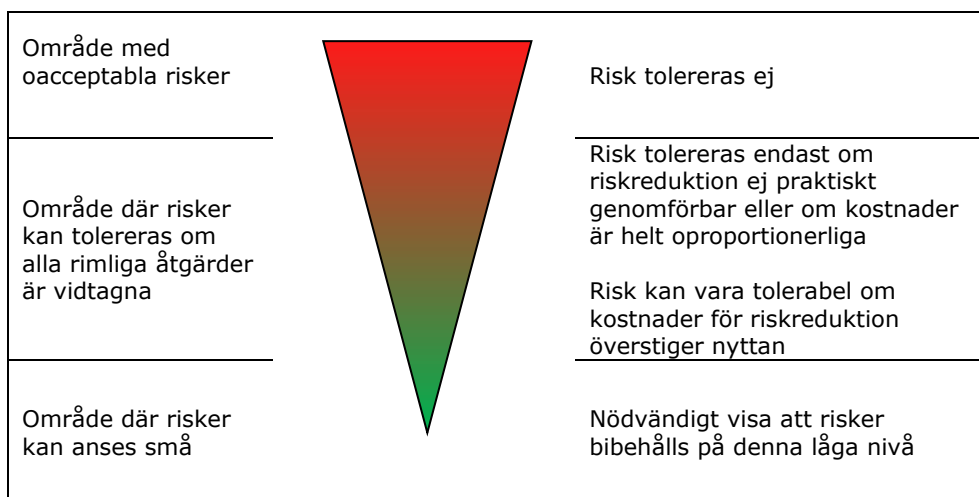 Område med
oacceptabla risker
Risk tolereras ej
Område där risker
kan tolereras om
alla rimliga åtgärder
är vidtagna
Risk tolereras endast om
riskreduktion ej praktiskt
genomförbar eller om kostnader
är helt oproportionerliga
Risk kan vara tolerabel om
kostnader för riskreduktion
överstiger nyttan
Område där risker
kan anses små
Nödvändigt visa att risker
bibehålls på denna låga nivå